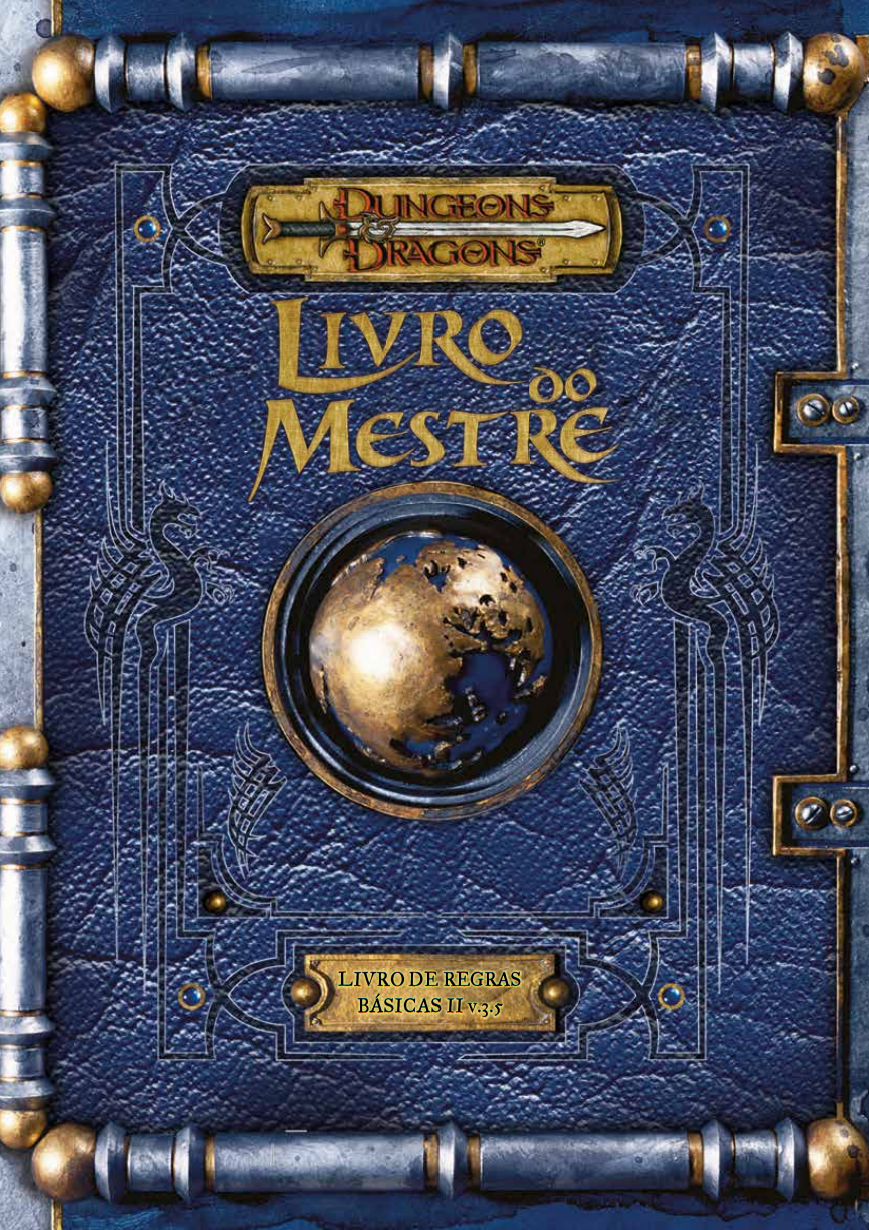 DUNGEONS
&
DRAGONS®
LIVRO
DO
MESTRE
LIVRO DE REGRAS
BÁSICAS II v.3.5